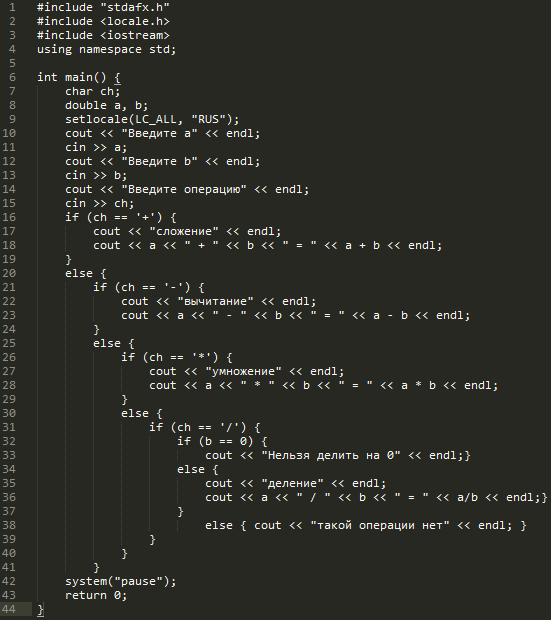 1 #include "stdafx.h"
2 #include <locale.h>
3 #include <iostream>
4 using namespace std;
5
6 int main() {
7     char ch;
8     double a, b;
9     setlocale(LC_ALL, "RUS");
10     cout << "Введите a" << endl;
11     cin >> a;
12     cout << "Введите b" << endl;
13     cin >> b;
14     cout << "Введите операцию" << endl;
15     cin >> ch;
16     if (ch == '+') {
17         cout << "сложение" << endl;
18         cout << a << " + " << b << " = " << a + b << endl;
19     }
20     else {
21         if (ch == '-') {
22             cout << "вычитание" << endl;
23             cout << a << " - " << b << " = " << a - b << endl;
24         }
25         else {
26             if (ch == '*') {
27                 cout << "умножение" << endl;
28                 cout << a << " * " << b << " = " << a * b << endl;
29             }
30             else {
31                 if (ch == '/') {
32                     if (b == 0) {
33                         cout << "Нельзя делить на 0" << endl;}
34                     else {
35                         cout << "деление" << endl;
36                         cout << a << " / " << b << " = " << a/b << endl;}
37                     }
38                         else { cout << "такой операции нет" << endl; }
39                 }
40             }
41         }
42     system("pause");
43     return 0;
44 }